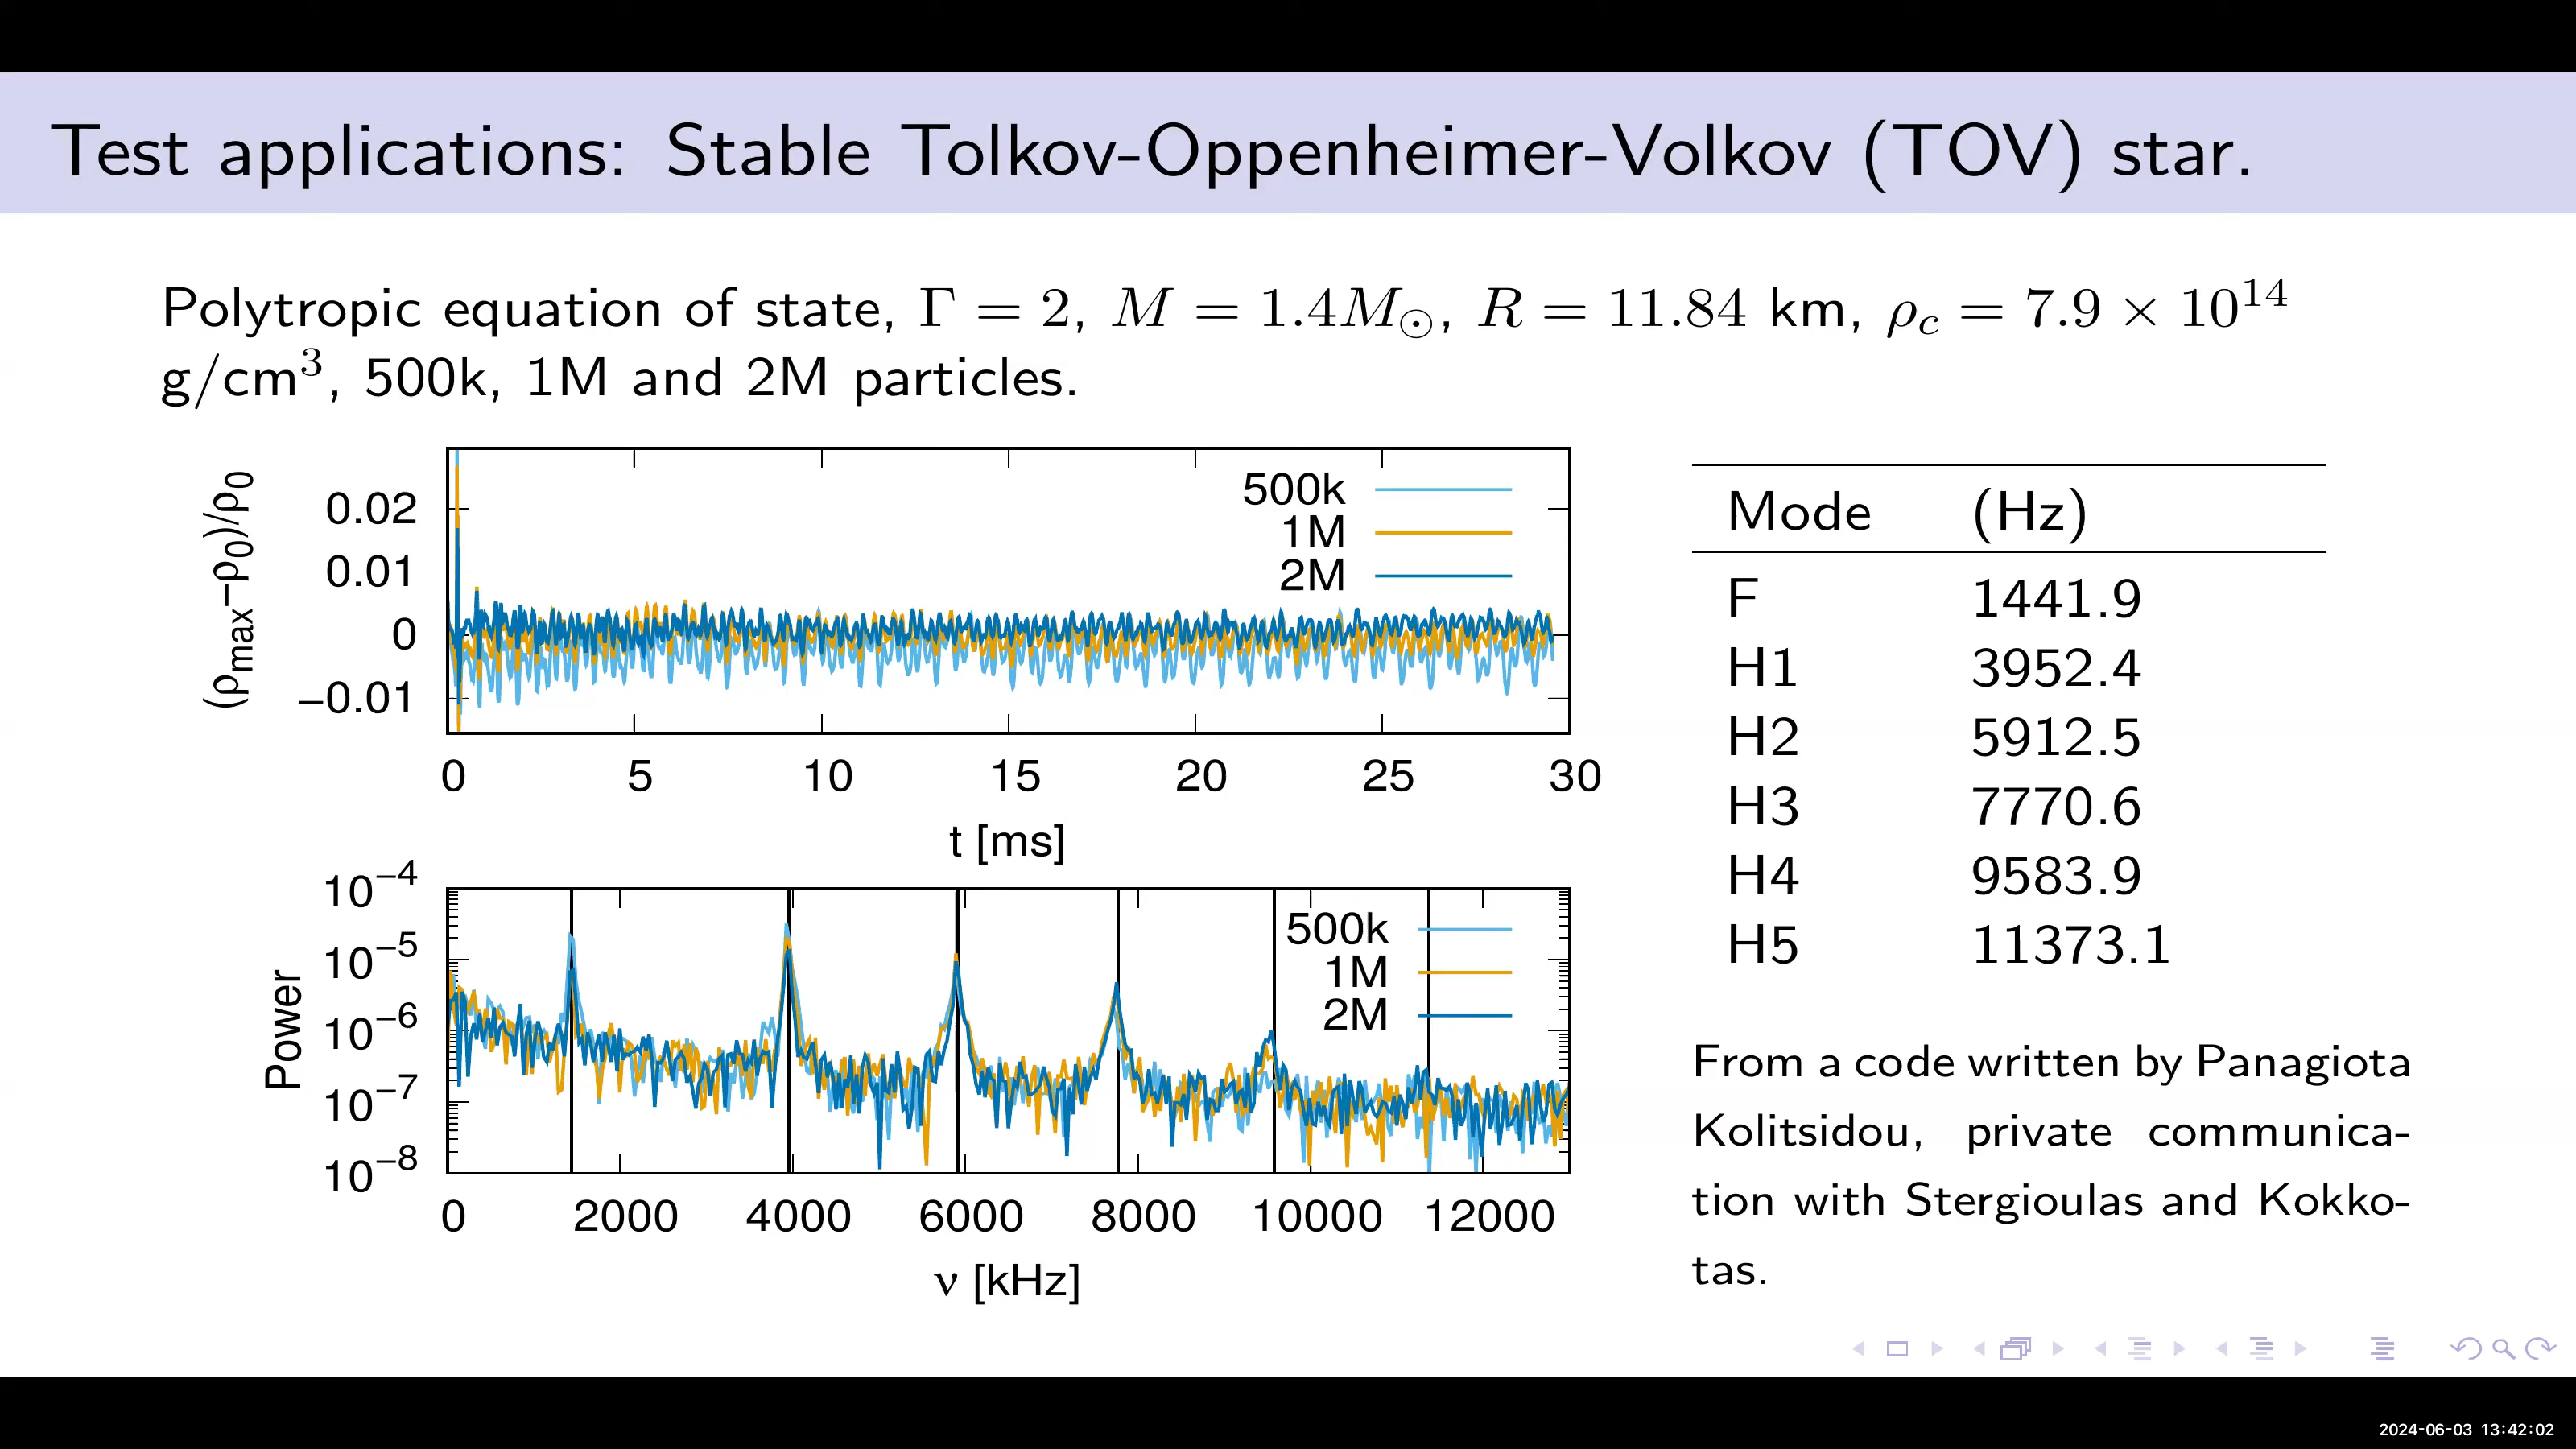 Test applications: Stable Tolkov-Oppenheimer-Volkov (TOV) star.
Polytropic equation of state, Γ = 2, M = 1.4M⊙, R = 11.84 km, ρc = 7.9 × 10^14
g/cm³, 500k, 1M and 2M particles.
(ρmax−ρ0)/ρ0
0.02
0.01
0
−0.01
500k
1M
2M
0 5 10 15 20 25 30
t [ms]
Power
10^−4
10^−5
10^−6
10^−7
10^−8
500k
1M
2M
0 2000 4000 6000 8000 10000 12000
ν [kHz]
Mode (Hz)
F 1441.9
H1 3952.4
H2 5912.5
H3 7770.6
H4 9583.9
H5 11373.1
From a code written by Panagiota
Kolitsidou, private communica-
tion with Stergioulas and Kokko-
tas.
2024-06-03 13:42:02